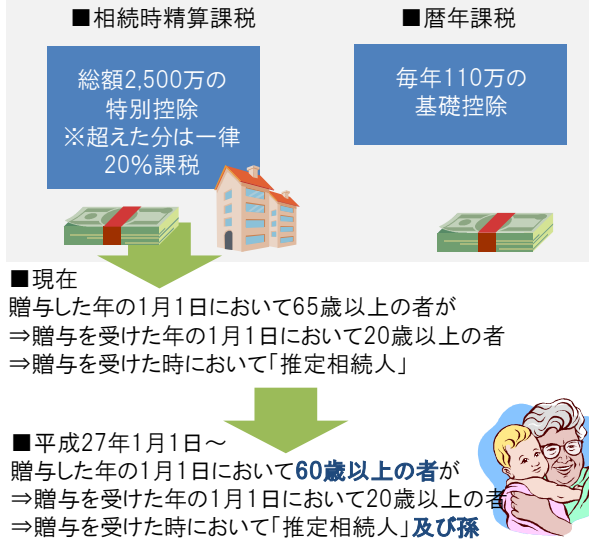 ■相続時精算課税
■暦年課税
総額2,500万の
特別控除
※超えた分は一律
20%課税
毎年110万の
基礎控除
■現在
贈与した年の1月1日において65歳以上の者が
⇒贈与を受けた年の1月1日において20歳以上の者
⇒贈与を受けた時において「推定相続人」
■平成27年1月1日～
贈与した年の1月1日において60歳以上の者が
⇒贈与を受けた年の1月1日において20歳以上の者
⇒贈与を受けた時において「推定相続人」及び孫